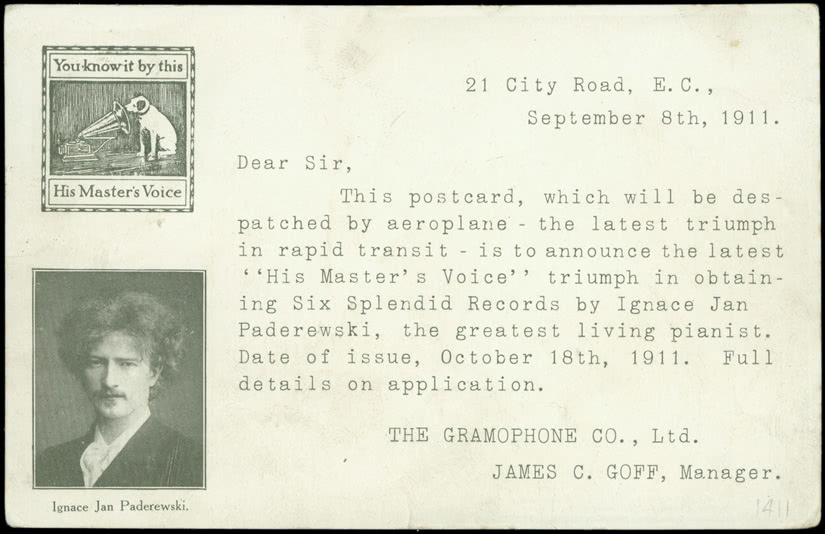 You know it by this
His Master's Voice
Ignace Jan Paderewski.
21 City Road, E.C.,
September 8th, 1911.
Dear Sir,
This postcard, which will be des-
patched by aeroplane - the latest triumph
in rapid transit - is to announce the latest
‘‘His Master’s Voice’’ triumph in obtain-
ing Six Splendid Records by Ignace Jan
Paderewski, the greatest living pianist.
Date of issue, October 18th, 1911. Full
details on application.
THE GRAMOPHONE CO., Ltd.
JAMES C. GOFF, Manager.
1411